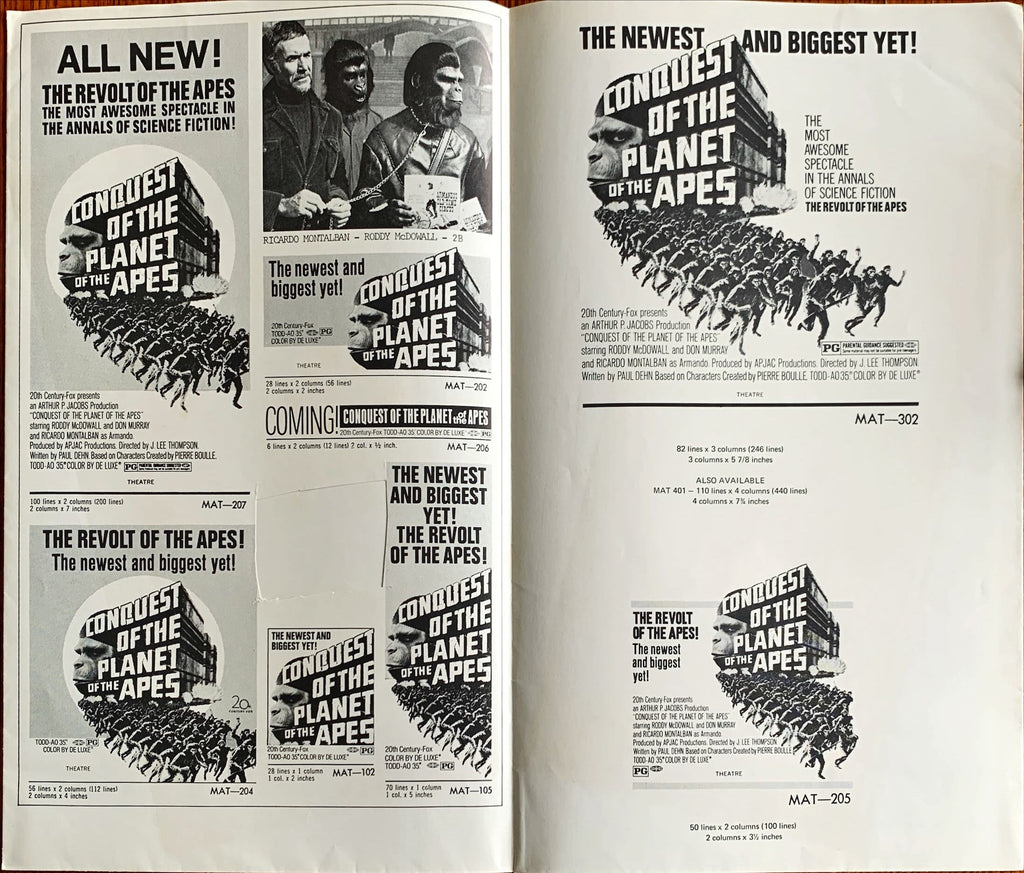 ALL NEW!
THE REVOLT OF THE APES
THE MOST AWESOME SPECTACLE IN
THE ANNALS OF SCIENCE FICTION!
CONQUEST
OF THE
PLANET
OF THE APES
20th Century-Fox presents
an ARTHUR P. JACOBS Production
"CONQUEST OF THE PLANET OF THE APES"
starring RODDY McDOWALL and DON MURRAY
and RICARDO MONTALBAN as Armando.
Produced by APJAC Productions. Directed by J. LEE THOMPSON.
Written by PAUL DEHN. Based on Characters Created by PIERRE BOULLE.
TODD-AO 35" COLOR BY DE LUXE® PG PARENTAL GUIDANCE SUGGESTED
THEATRE
100 lines x 2 columns (200 lines)
2 columns x 7 inches
MAT—207
THE REVOLT OF THE APES!
The newest and biggest yet!
CONQUEST
OF THE
PLANET
OF THE APES
20th
CENTURY-FOX
TODD-AO 35" PG
COLOR BY DE LUXE®
THEATRE
56 lines x 2 columns (112 lines)
2 columns x 4 inches
MAT—204
RICARDO MONTALBAN - RODDY McDOWALL - 2B
The newest and
biggest yet!
CONQUEST
OF THE
PLANET
OF THE APES
20th Century-Fox
TODD-AO 35" PG
COLOR BY DE LUXE®
THEATRE
28 lines x 2 columns (56 lines)
2 columns x 2 inches
MAT—202
COMING! CONQUEST OF THE PLANET OF THE APES
20th Century-Fox TODD-AO 35" COLOR BY DE LUXE® PG
6 lines x 2 columns (12 lines) 2 col. x ½ inch.
MAT—206
THE NEWEST AND
BIGGEST YET!
CONQUEST
OF THE
PLANET
OF THE APES
20th Century-Fox PG
TODD-AO 35" COLOR BY DE LUXE®
28 lines x 1 column
1 col. x 2 inches
MAT—102
THE NEWEST
AND BIGGEST
YET!
THE REVOLT
OF THE APES!
CONQUEST
OF THE
PLANET
OF THE APES
20th Century-Fox
COLOR BY DE LUXE®
TODD-AO 35" PG
70 lines x 1 column
1 col. x 5 inches
MAT—105
THE NEWEST AND BIGGEST YET!
CONQUEST
OF THE
PLANET
OF THE APES
THE
MOST
AWESOME
SPECTACLE
IN THE ANNALS
OF SCIENCE FICTION
THE REVOLT OF THE APES
20th Century-Fox presents
an ARTHUR P. JACOBS Production
"CONQUEST OF THE PLANET OF THE APES"
starring RODDY McDOWALL and DON MURRAY
PG PARENTAL GUIDANCE SUGGESTED
Some material may not be suitable for pre-teenagers
and RICARDO MONTALBAN as Armando. Produced by APJAC Productions. Directed by J. LEE THOMPSON.
Written by PAUL DEHN Based on Characters Created by PIERRE BOULLE. TODD-AO 35" COLOR BY DE LUXE®
THEATRE
MAT—302
82 lines x 3 columns (246 lines)
3 columns x 5 7/8 inches
ALSO AVAILABLE
MAT 401 — 110 lines x 4 columns (440 lines)
4 columns x 7¾ inches
THE REVOLT
OF THE APES!
The newest
and biggest
yet!
CONQUEST
OF THE
PLANET
OF THE APES
20th Century-Fox presents
an ARTHUR P. JACOBS Production
"CONQUEST OF THE PLANET OF THE APES"
starring RODDY McDOWALL and DON MURRAY
and RICARDO MONTALBAN as Armando.
Produced by APJAC Productions. Directed by J. LEE THOMPSON
Written by PAUL DEHN Based on Characters Created by PIERRE BOULLE
TODD-AO 35" COLOR BY DE LUXE®
PG
THEATRE
MAT—205
50 lines x 2 columns (100 lines)
2 columns x 3½ inches